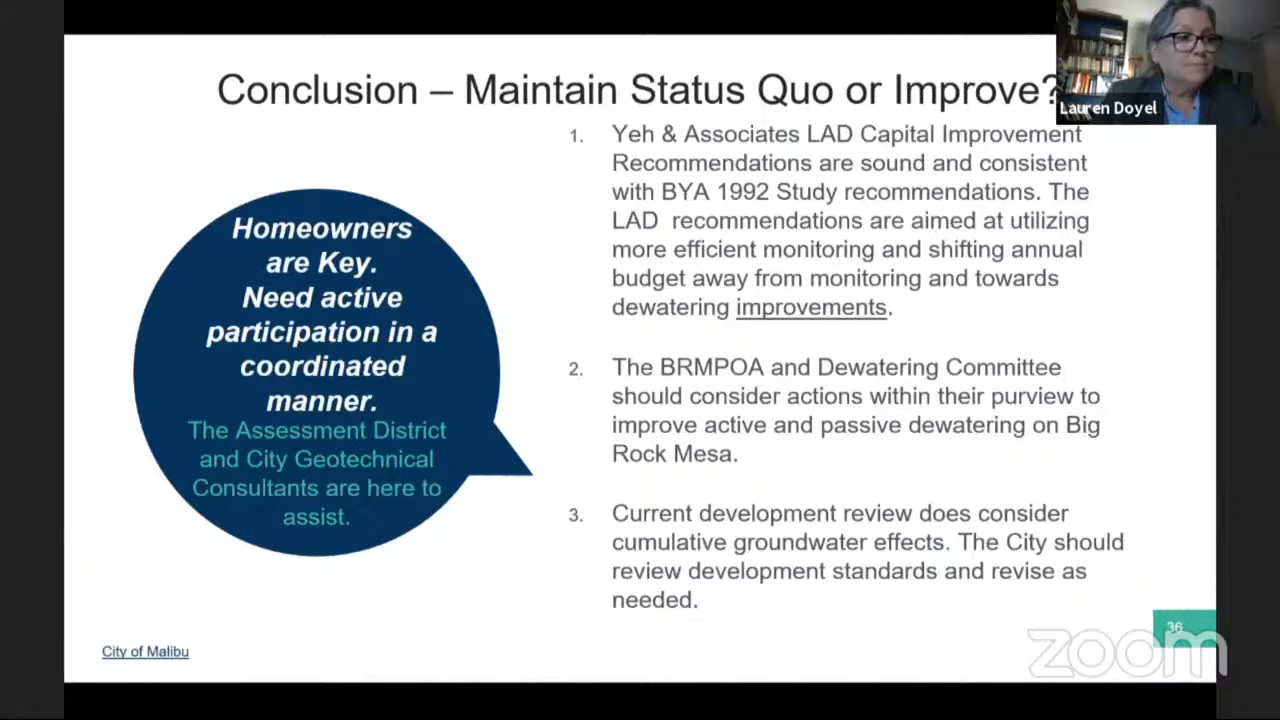 Conclusion – Maintain Status Quo or Improve?
Lauren Doyel
Homeowners
are Key.
Need active
participation in a
coordinated
manner.
The Assessment District
and City Geotechnical
Consultants are here to
assist.
1. Yeh & Associates LAD Capital Improvement
Recommendations are sound and consistent
with BYA 1992 Study recommendations. The
LAD recommendations are aimed at utilizing
more efficient monitoring and shifting annual
budget away from monitoring and towards
dewatering improvements.
2. The BRMPOA and Dewatering Committee
should consider actions within their purview to
improve active and passive dewatering on Big
Rock Mesa.
3. Current development review does consider
cumulative groundwater effects. The City should
review development standards and revise as
needed.
City of Malibu
36
zoom